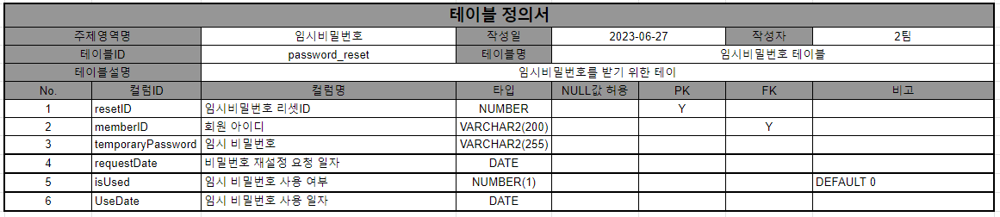 테이블 정의서
주제영역명 임시비밀번호 작성일 2023-06-27 작성자 2팀
테이블ID password_reset 테이블명 임시비밀번호 테이블
테이블설명 임시비밀번호를 받기 위한 테이
No. 컬럼ID 컬럼명 타입 NULL값 허용 PK FK 비고
1 resetID 임시비밀번호 리셋ID NUMBER Y
2 memberID 회원 아이디 VARCHAR2(200) Y
3 temporaryPassword 임시 비밀번호 VARCHAR2(255)
4 requestDate 비밀번호 재설정 요청 일자 DATE
5 isUsed 임시 비밀번호 사용 여부 NUMBER(1) DEFAULT 0
6 UseDate 임시 비밀번호 사용 일자 DATE